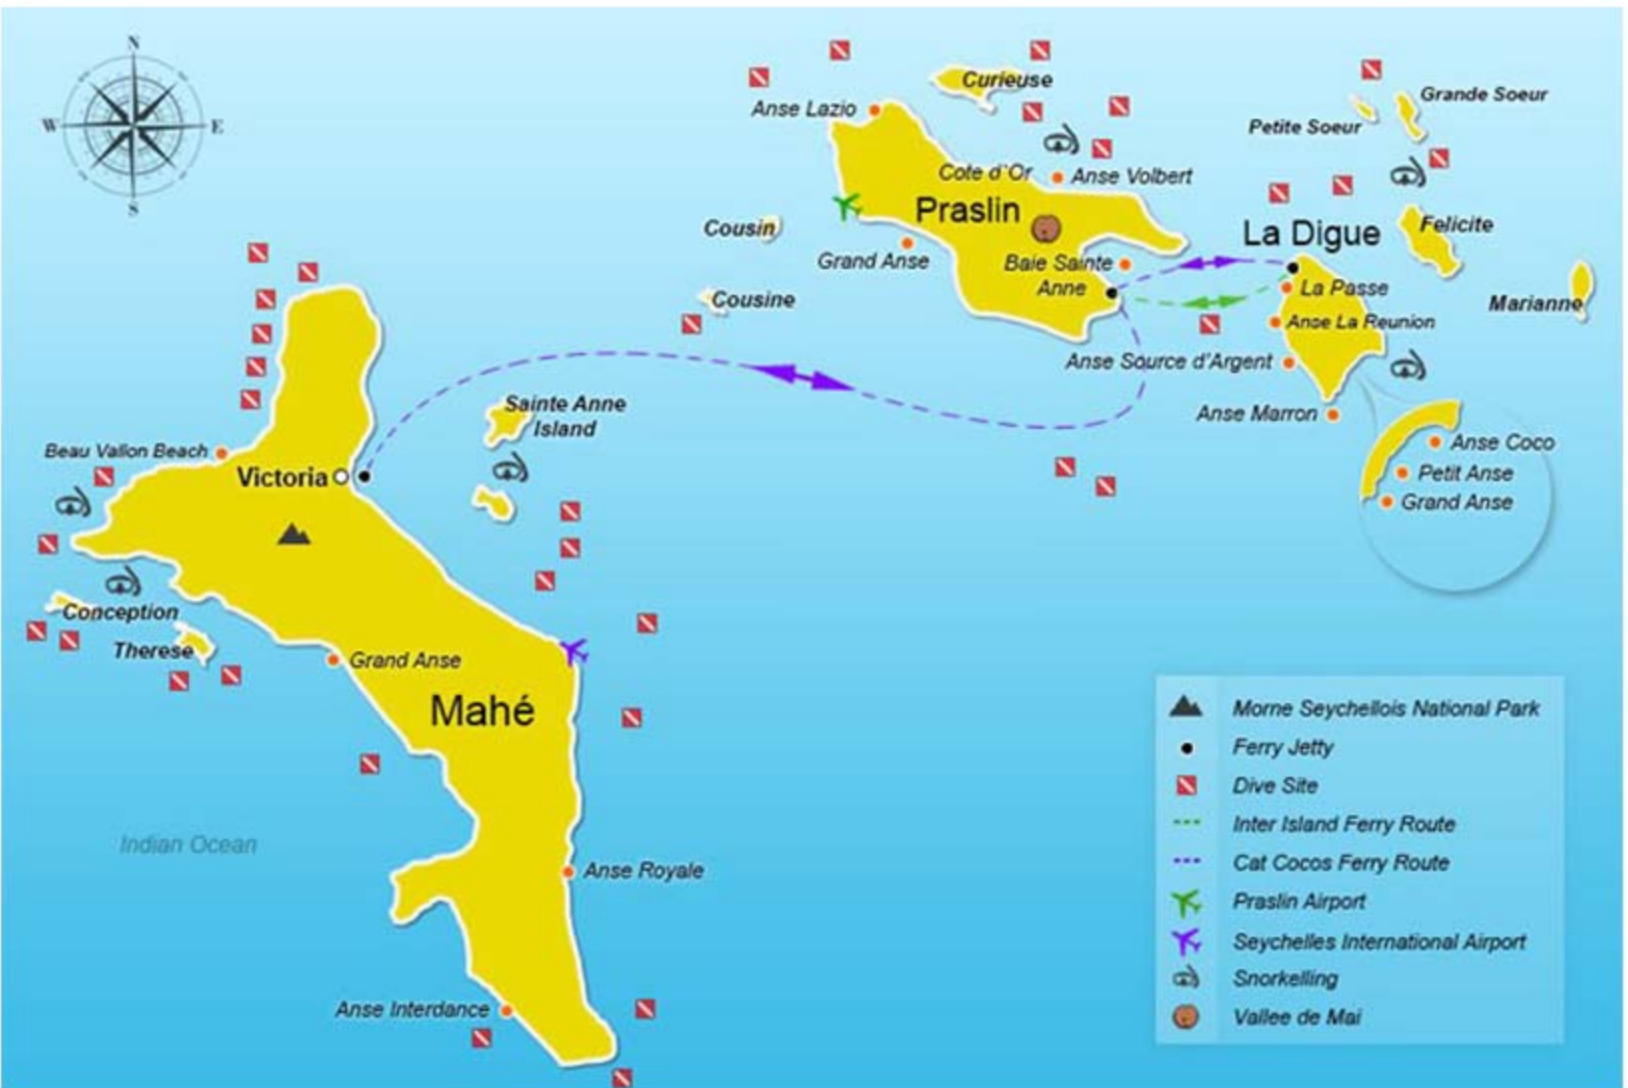 N
W
E
S
Curieuse
Anse Lazio
Grande Soeur
Petite Soeur
Cote d'Or
Anse Volbert
Praslin
Cousin
Grand Anse
Baie Sainte
Anne
La Digue
Felicite
La Passe
Cousine
Marianne
Anse La Reunion
Anse Source d'Argent
Anse Marron
Anse Coco
Petit Anse
Grand Anse
Sainte Anne
Island
Beau Vallon Beach
Victoria
Conception
Therese
Grand Anse
Mahé
Indian Ocean
Anse Royale
Anse Interdance
Morne Seychellois National Park
Ferry Jetty
Dive Site
Inter Island Ferry Route
Cat Cocos Ferry Route
Praslin Airport
Seychelles International Airport
Snorkelling
Vallee de Mai